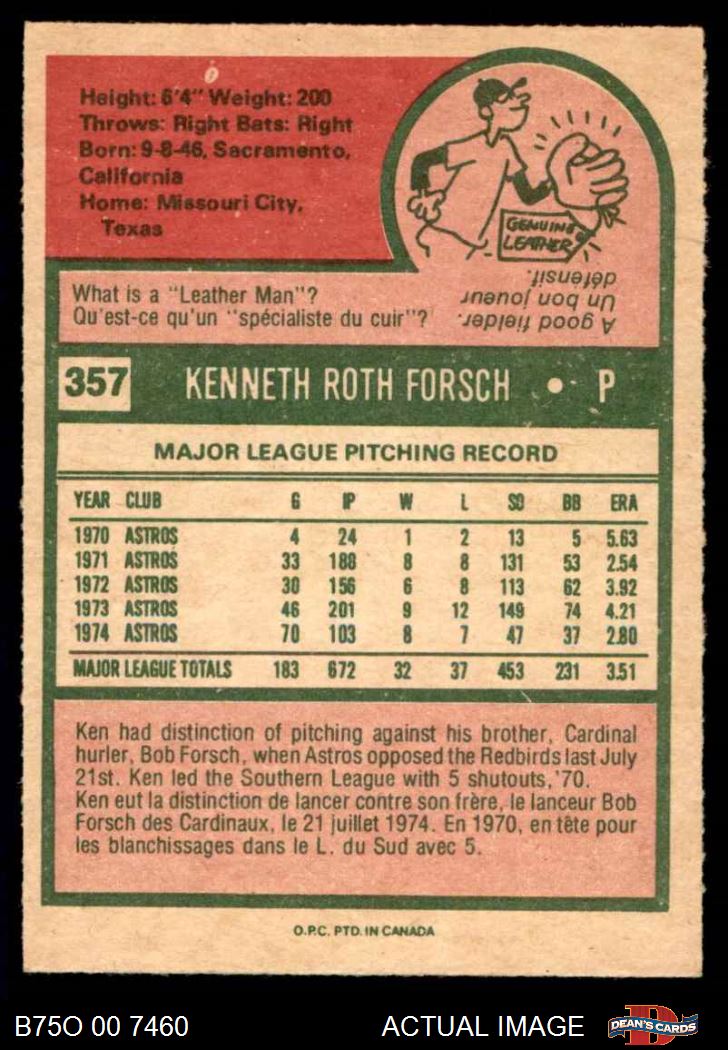 Height: 6'4" Weight: 200
Throws: Right Bats: Right
Born: 9-8-46, Sacramento,
California
Home: Missouri City,
Texas
GENUINE
LEATHER
What is a "Leather Man"?
Qu'est-ce qu'un "spécialiste du cuir"?
A good fielder.
Un bon joueur
défensif.
357 KENNETH ROTH FORSCH • P
MAJOR LEAGUE PITCHING RECORD
YEAR CLUB G IP W L SO BB ERA
1970 ASTROS 4 24 1 2 13 5 5.63
1971 ASTROS 33 188 8 8 131 53 2.54
1972 ASTROS 30 156 6 8 113 62 3.92
1973 ASTROS 46 201 9 12 149 74 4.21
1974 ASTROS 70 103 8 7 47 37 2.80
MAJOR LEAGUE TOTALS 183 672 32 37 453 231 3.51
Ken had distinction of pitching against his brother, Cardinal
hurler, Bob Forsch, when Astros opposed the Redbirds last July
21st. Ken led the Southern League with 5 shutouts, '70.
Ken eut la distinction de lancer contre son frère, le lanceur Bob
Forsch des Cardinaux, le 21 juillet 1974. En 1970, en tête pour
les blanchissages dans le L. du Sud avec 5.
O.P.C. PTD. IN CANADA
B75O 00 7460 ACTUAL IMAGE
DEAN'S CARDS